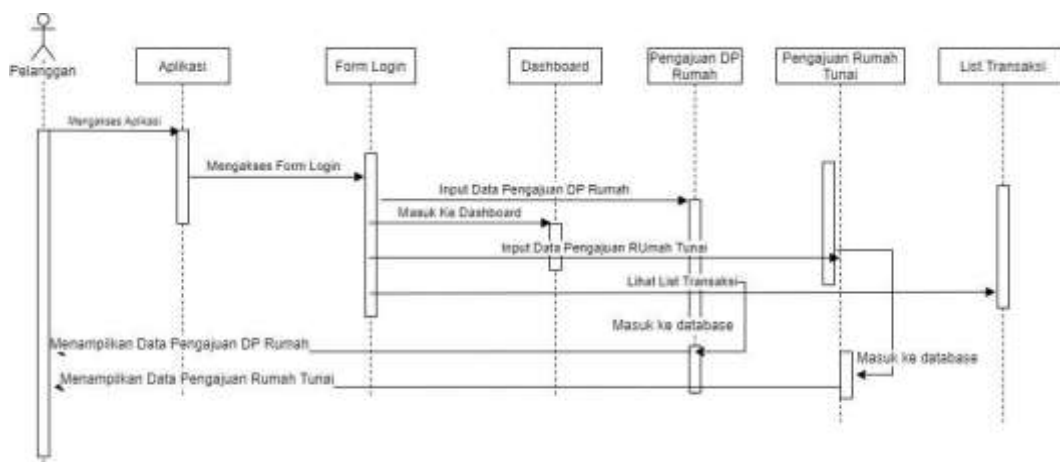 Pelanggan
Aplikasi
Form Login
Dashboard
Pengajuan DP
Rumah
Pengajuan Rumah
Tunai
List Transaksi
Mengakses Aplikasi
Mengakses Form Login
Input Data Pengajuan DP Rumah
Masuk Ke Dashboard
Input Data Pengajuan RUmah Tunai
Lihat List Transaksi
Masuk ke database
Menampilkan Data Pengajuan DP Rumah
Masuk ke database
Menampilkan Data Pengajuan Rumah Tunai